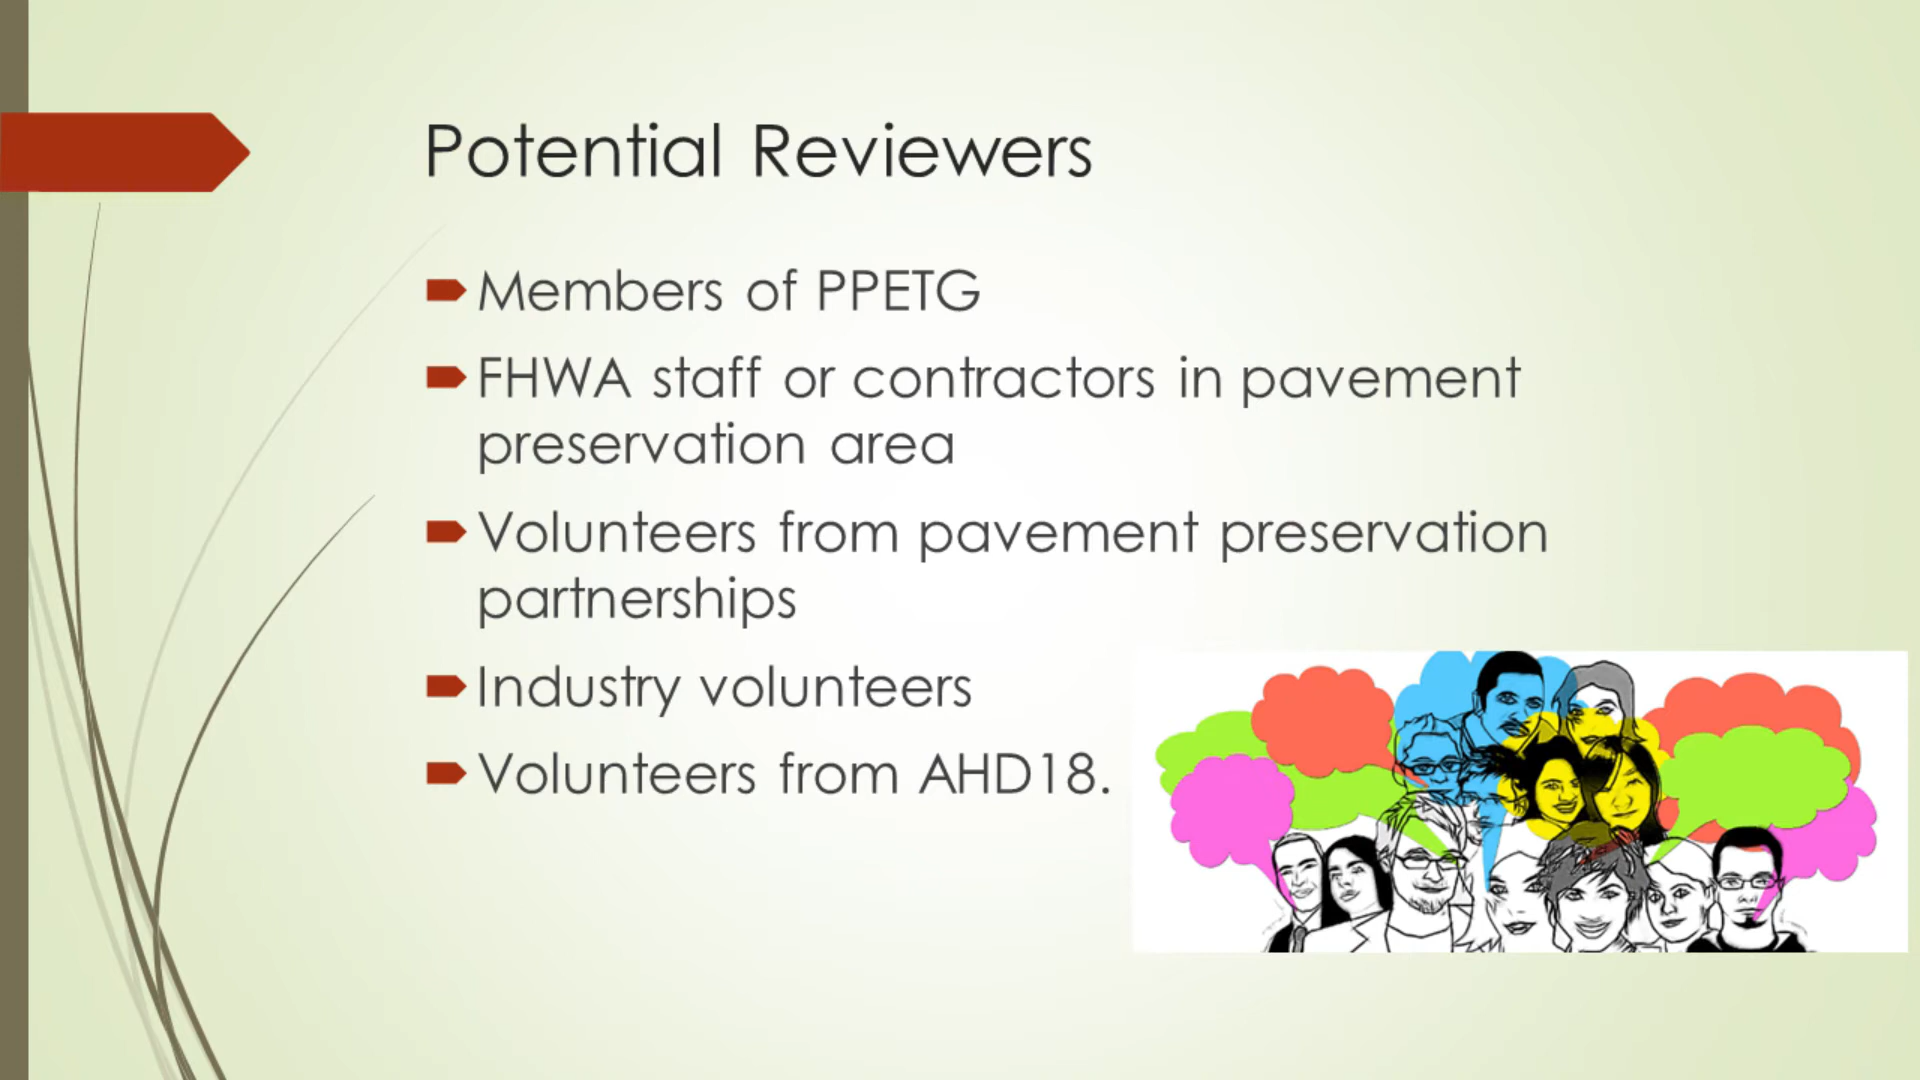 Potential Reviewers
Members of PPETG
FHWA staff or contractors in pavement
preservation area
Volunteers from pavement preservation
partnerships
Industry volunteers
Volunteers from AHD18.